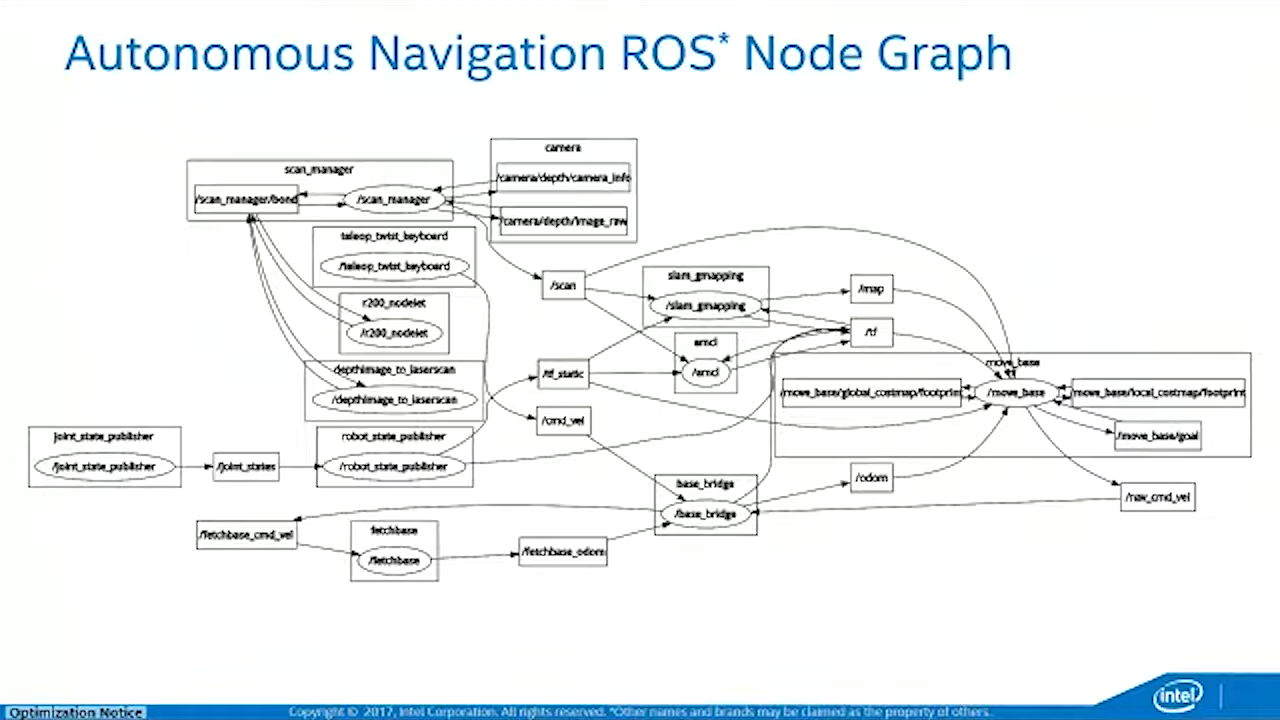 Autonomous Navigation ROS* Node Graph
camera
scan_manager
/camera/depth/camera_info
/scan_manager/bond
/scan_manager
/camera/depth/image_raw
teleop_twist_keyboard
/teleop_twist_keyboard
slam_gmapping
/scan
/map
r200_nodelet
/slam_gmapping
/r200_nodelet
/tf
amcl
move_base
depthimage_to_laserscan
/tf_static
/amcl
/move_base/global_costmap/footprint
/move_base
/move_base/local_costmap/footprint
/depthimage_to_laserscan
/cmd_vel
joint_state_publisher
robot_state_publisher
/move_base/goal
/joint_state_publisher
/joint_states
/robot_state_publisher
base_bridge
/odom
/nav_cmd_vel
/base_bridge
/fetchbase_cmd_vel
fetchbase
/fetchbase_odom
/fetchbase
intel
Optimization Notice
Copyright © 2017, Intel Corporation. All rights reserved. *Other names and brands may be claimed as the property of others.